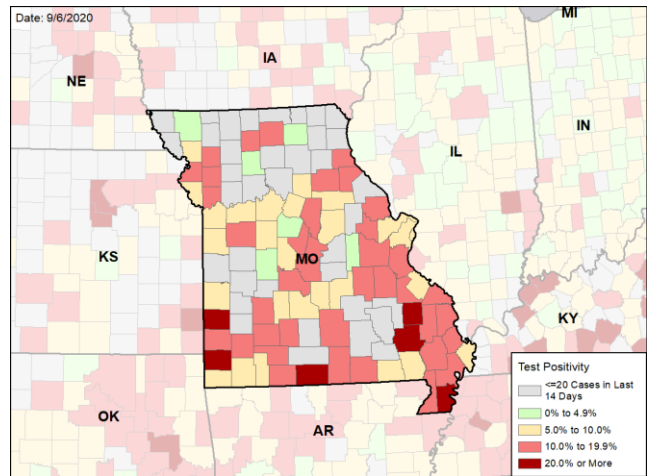 Date: 9/6/2020
MI
NE
IA
IL
IN
KS
MO
KY
OK
AR
Test Positivity
<=20 Cases in Last
14 Days
0% to 4.9%
5.0% to 10.0%
10.0% to 19.9%
20.0% or More